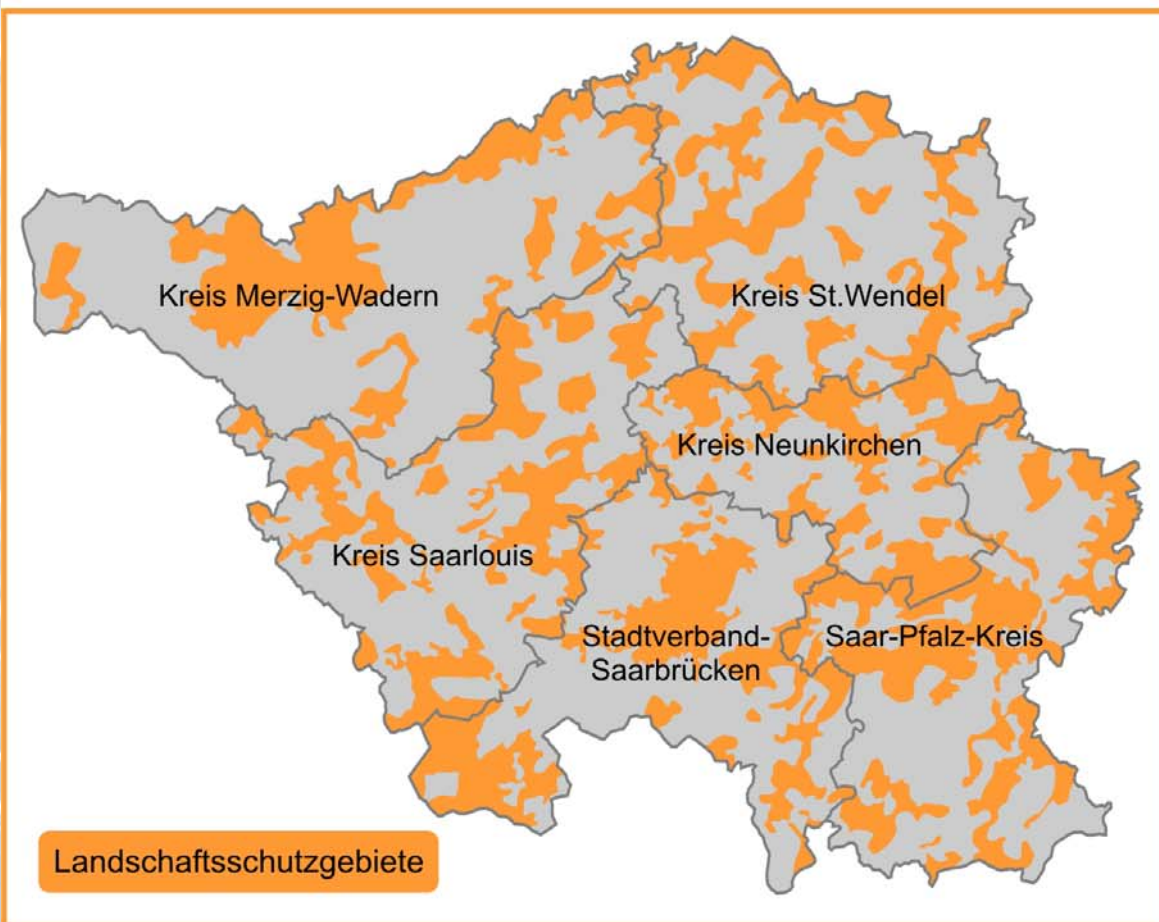 Kreis Merzig-Wadern
Kreis St.Wendel
Kreis Neunkirchen
Kreis Saarlouis
Stadtverband-
Saarbrücken
Saar-Pfalz-Kreis
Landschaftsschutzgebiete